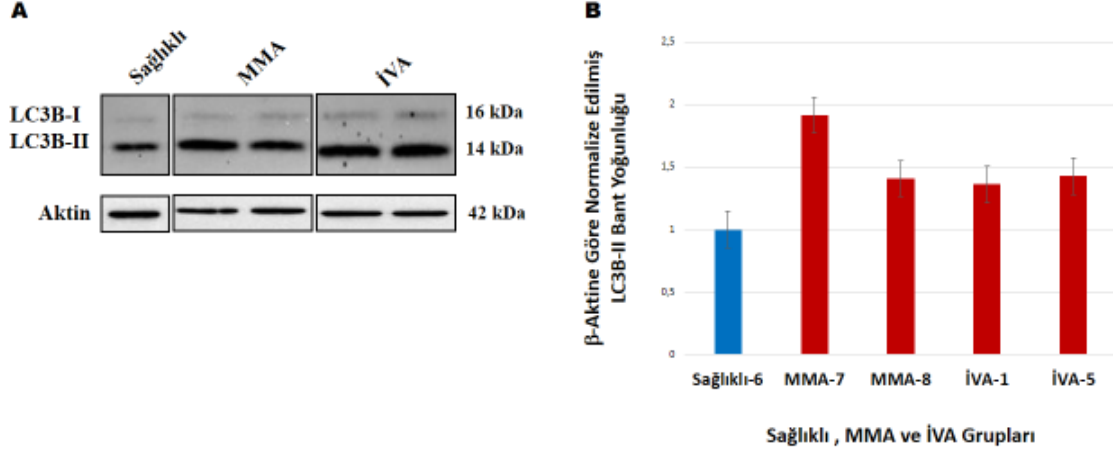 A
Sağlıklı
MMA
İVA
LC3B-I
16 kDa
LC3B-II
14 kDa
Aktin
42 kDa
B
β-Aktine Göre Normalize Edilmiş
LC3B-II Bant Yoğunluğu
2,5
2
1,5
1
0,5
0
Sağlıklı-6 MMA-7 MMA-8 İVA-1 İVA-5
Sağlıklı , MMA ve İVA Grupları